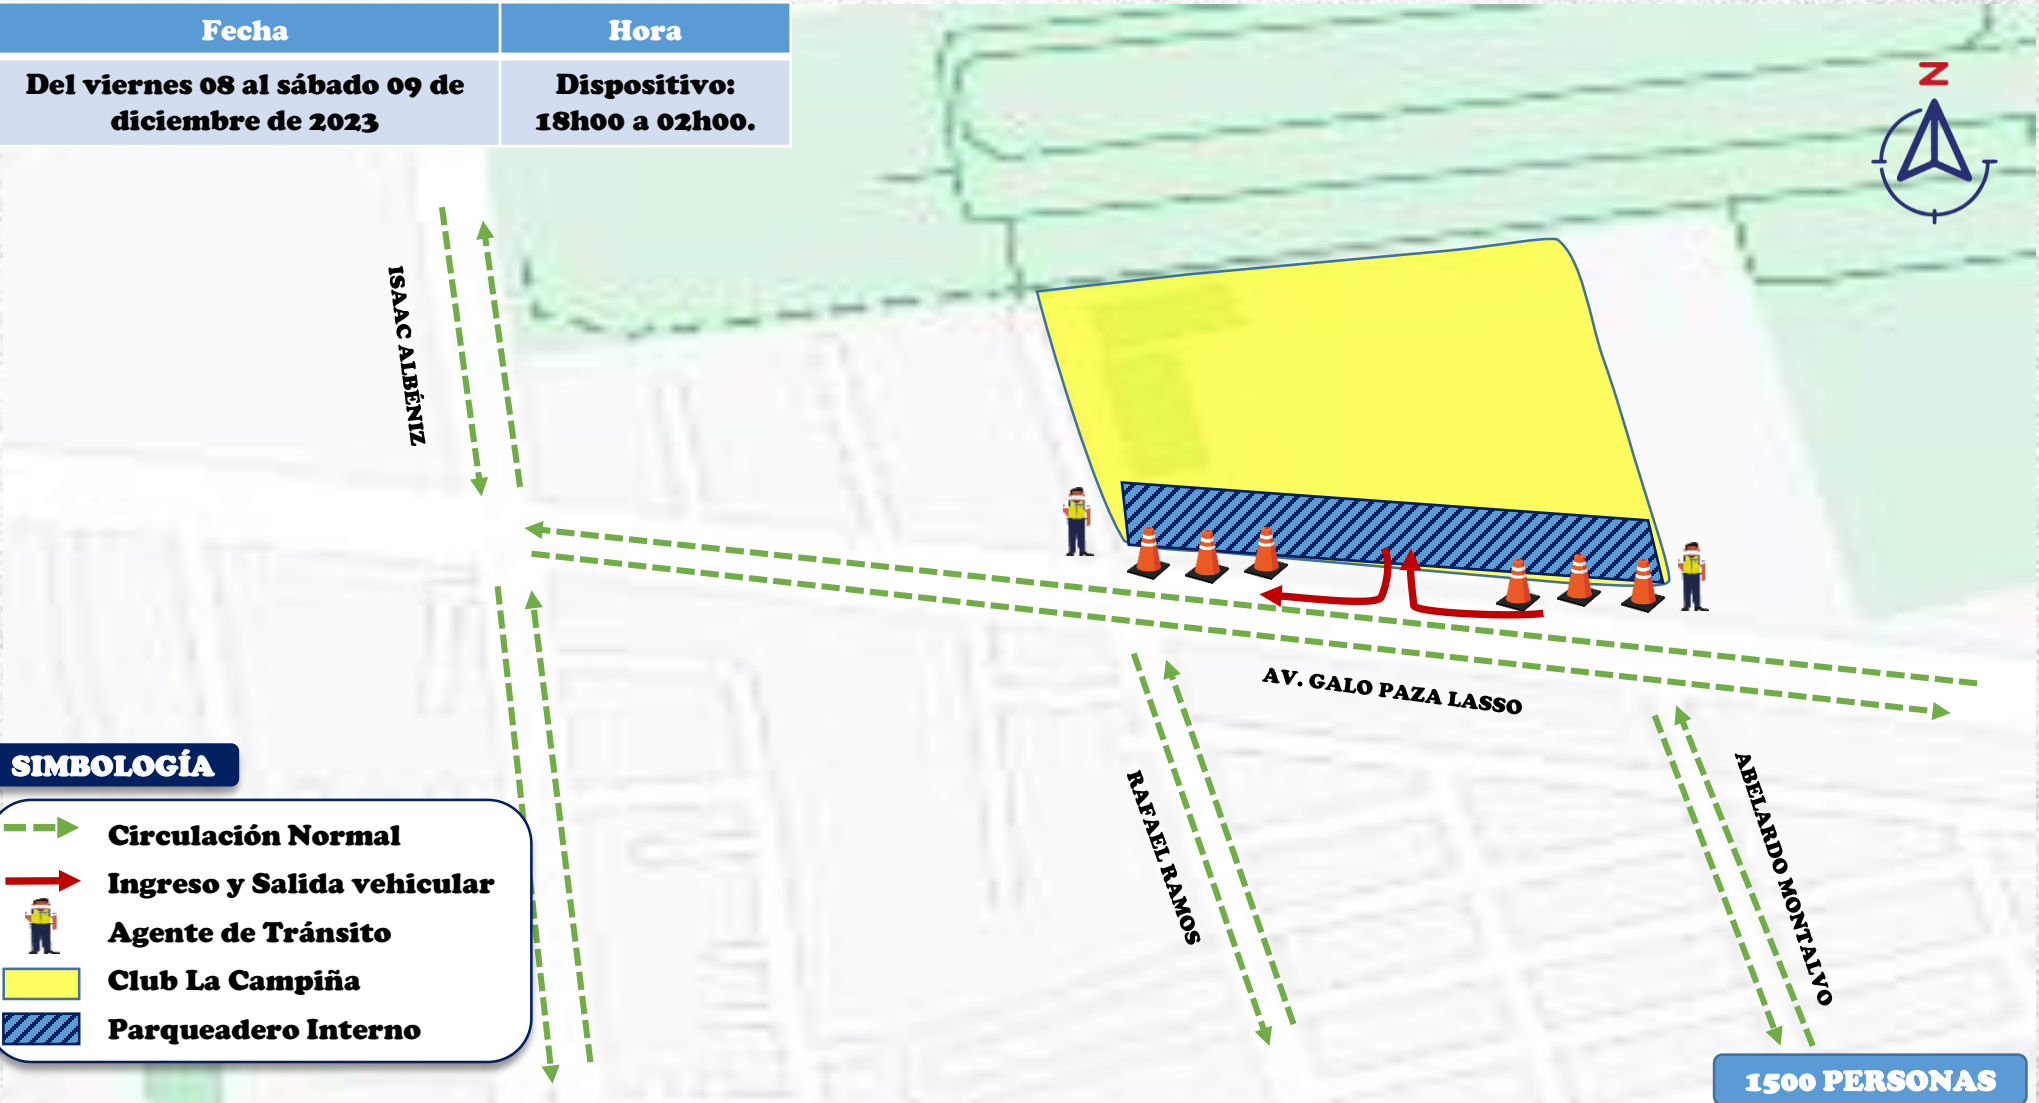 Fecha
Hora
Del viernes 08 al sábado 09 de
diciembre de 2023
Dispositivo:
18h00 a 02h00.
N
ISAAC ALBÉNIZ
AV. GALO PAZA LASSO
RAFAEL RAMOS
ABELARDO MONTALVO
SIMBOLOGÍA
Circulación Normal
Ingreso y Salida vehicular
Agente de Tránsito
Club La Campiña
Parqueadero Interno
1500 PERSONAS